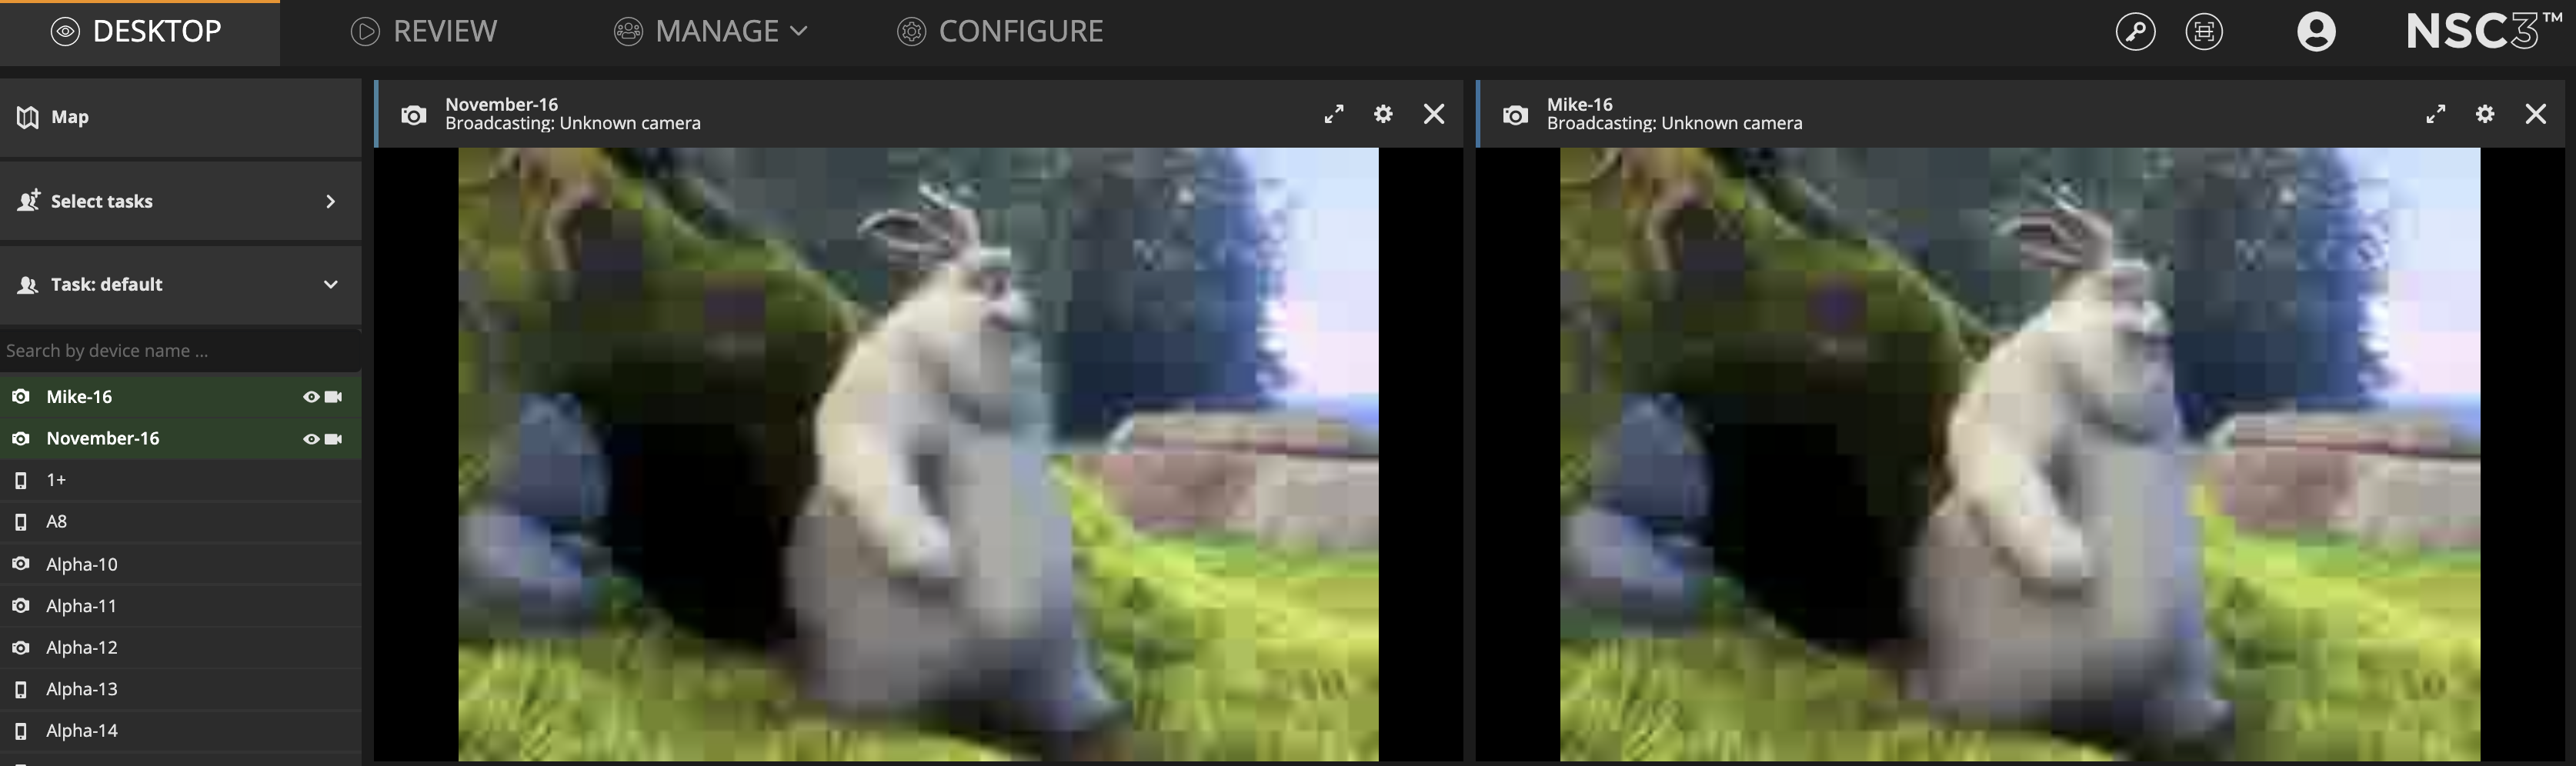 DESKTOP
REVIEW
MANAGE
CONFIGURE
NSC3™
Map
Select tasks
Task: default
Search by device name ...
Mike-16
November-16
1+
A8
Alpha-10
Alpha-11
Alpha-12
Alpha-13
Alpha-14
November-16
Broadcasting: Unknown camera
Mike-16
Broadcasting: Unknown camera